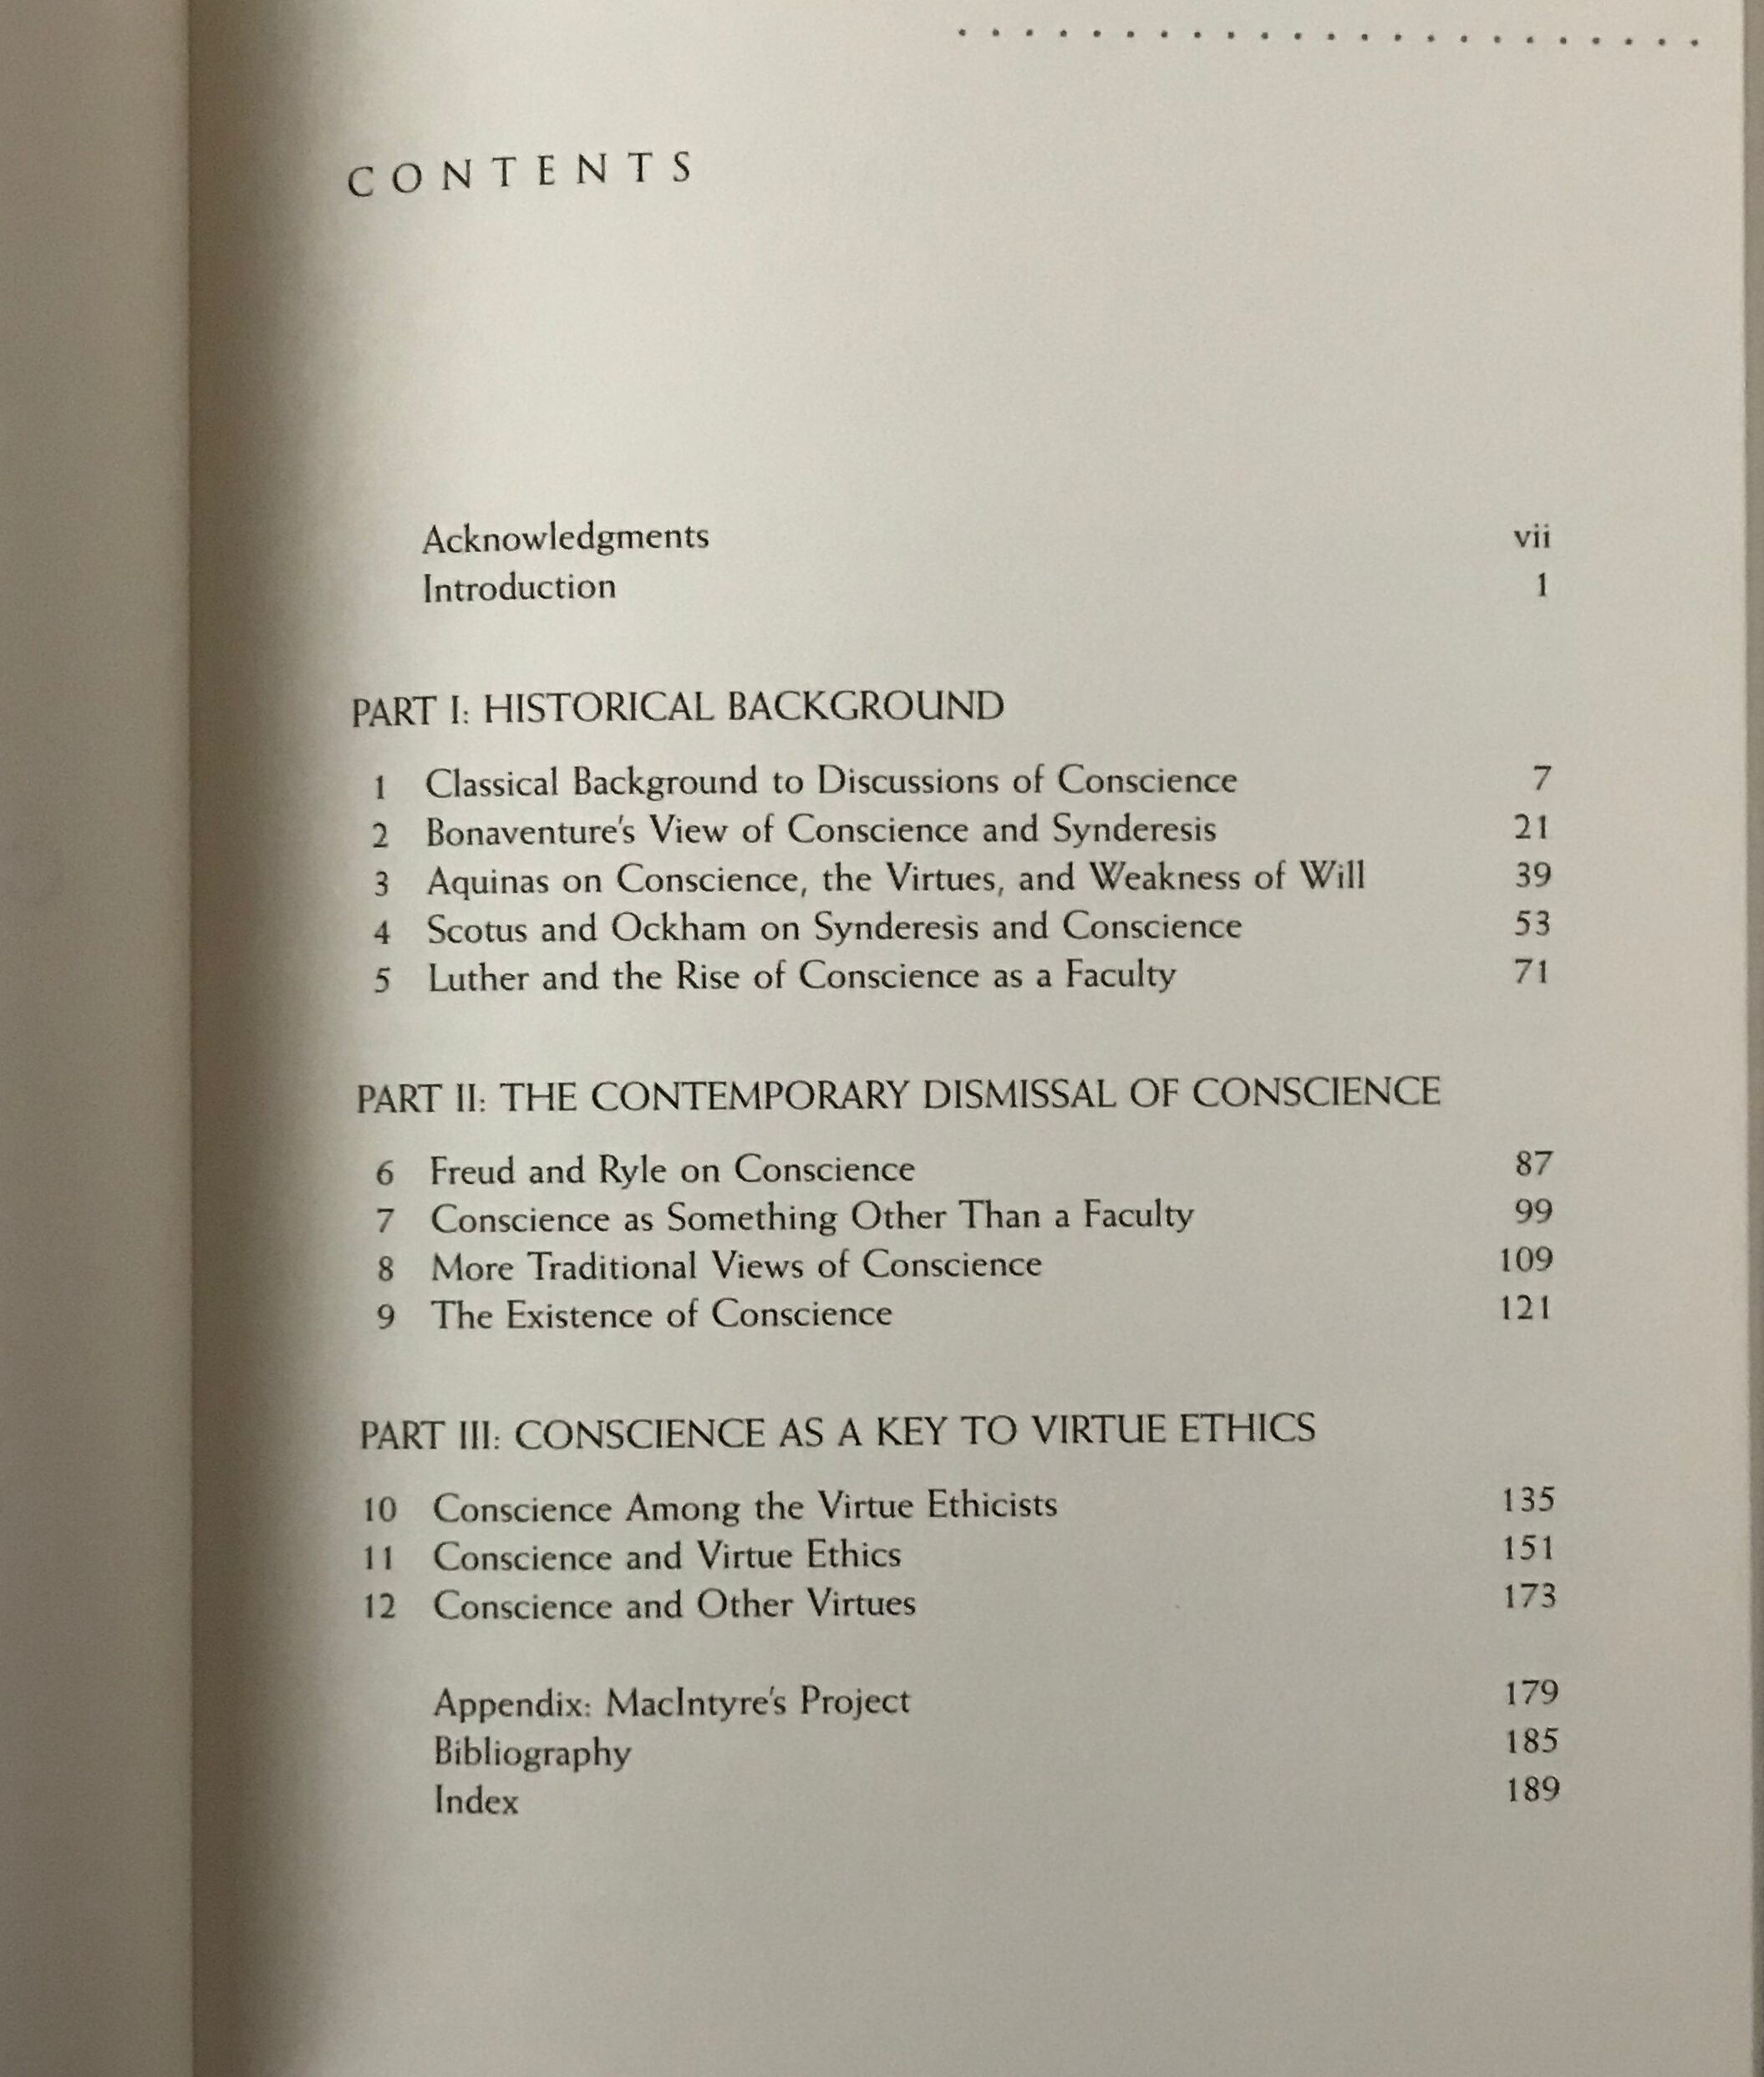 CONTENTS
Acknowledgments vii
Introduction 1
PART I: HISTORICAL BACKGROUND
1 Classical Background to Discussions of Conscience 7
2 Bonaventure's View of Conscience and Synderesis 21
3 Aquinas on Conscience, the Virtues, and Weakness of Will 39
4 Scotus and Ockham on Synderesis and Conscience 53
5 Luther and the Rise of Conscience as a Faculty 71
PART II: THE CONTEMPORARY DISMISSAL OF CONSCIENCE
6 Freud and Ryle on Conscience 87
7 Conscience as Something Other Than a Faculty 99
8 More Traditional Views of Conscience 109
9 The Existence of Conscience 121
PART III: CONSCIENCE AS A KEY TO VIRTUE ETHICS
10 Conscience Among the Virtue Ethicists 135
11 Conscience and Virtue Ethics 151
12 Conscience and Other Virtues 173
Appendix: MacIntyre's Project 179
Bibliography 185
Index 189